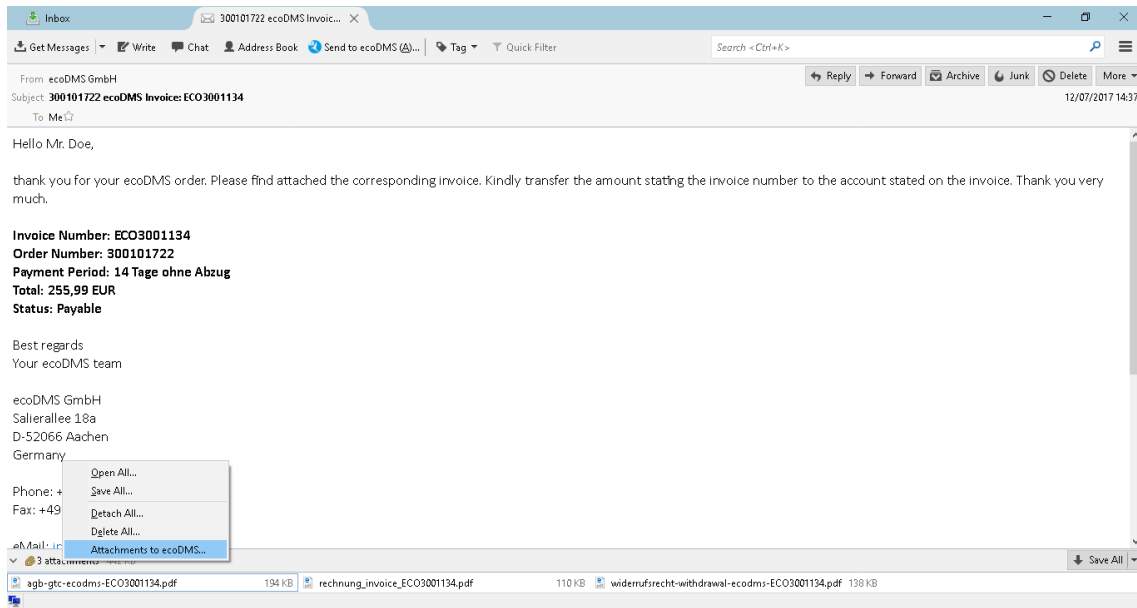 Inbox
300101722 ecoDMS Invoic...
Get Messages Write Chat Address Book Send to ecoDMS (A)... Tag Quick Filter Search <Ctrl+K>
From ecoDMS GmbH Reply Forward Archive Junk Delete More
Subject 300101722 ecoDMS Invoice: ECO3001134 12/07/2017 14:37
To Me
Hello Mr. Doe,
thank you for your ecoDMS order. Please find attached the corresponding invoice. Kindly transfer the amount stating the invoice number to the account stated on the invoice. Thank you very
much.
Invoice Number: ECO3001134
Order Number: 300101722
Payment Period: 14 Tage ohne Abzug
Total: 255,99 EUR
Status: Payable
Best regards
Your ecoDMS team
ecoDMS GmbH
Salierallee 18a
D-52066 Aachen
Germany
Phone: +
Fax: +49
eMail:
Open All...
Save All...
Detach All...
Delete All...
Attachments to ecoDMS...
3 attachments 442 KB Save All
agb-gtc-ecodms-ECO3001134.pdf 194 KB rechnung_invoice_ECO3001134.pdf 110 KB widerrufsrecht-withdrawal-ecodms-ECO3001134.pdf 138 KB